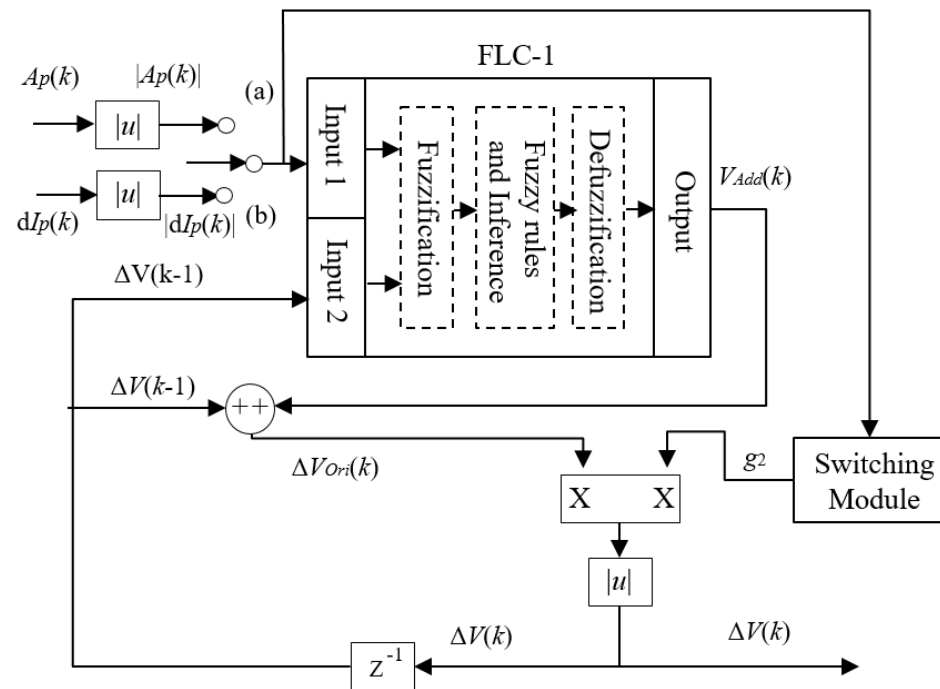 FLC-1
Ap(k)
|Ap(k)|
(a)
|u|
|u|
dIp(k)
|dIp(k)|
(b)
Input 1
Input 2
Fuzzification
Fuzzy rules
and Inference
Defuzzification
Output
VAdd(k)
ΔV(k-1)
ΔV(k-1)
++
ΔVOri(k)
g2
Switching
Module
X X
|u|
ΔV(k)
ΔV(k)
Z-1